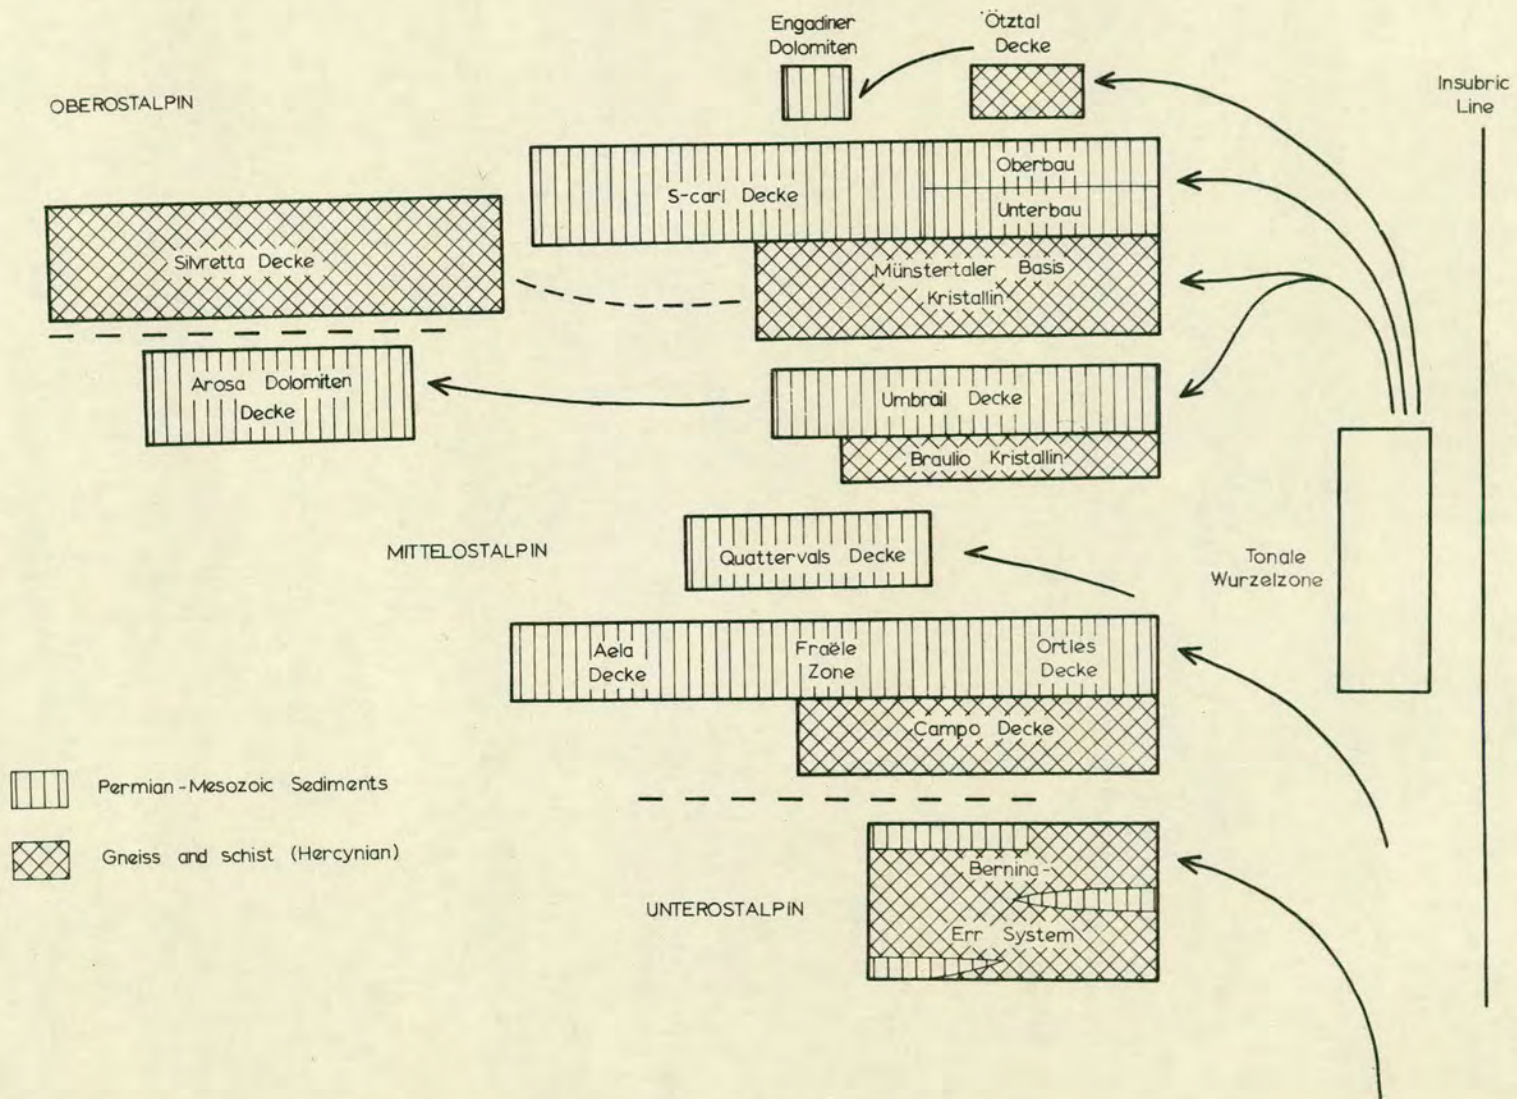 Engadiner
Dolomiten
Ötztal
Decke
Insubric
Line
OBEROSTALPIN
S-carl Decke
Oberbau
Unterbau
Silvretta Decke
Münstertaler Basis
Kristallin
Arosa Dolomiten
Decke
Umbrail Decke
Braulio Kristallin
MITTELOSTALPIN
Quattervals Decke
Tonale
Wurzelzone
Aela
Decke
Fraële
Zone
Ortles
Decke
Campo Decke
Permian-Mesozoic Sediments
Gneiss and schist (Hercynian)
UNTEROSTALPIN
Bernina-
Err System